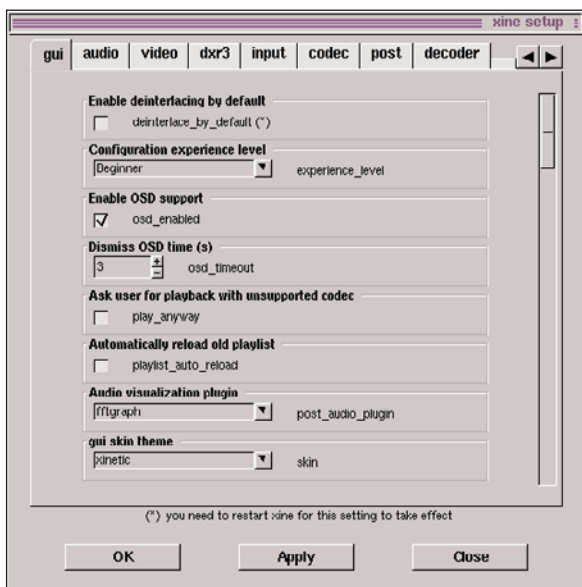 xine setup
gui audio video dxr3 input codec post decoder
Enable deinterlacing by default
deinterlace_by_default (*)
Configuration experience level
Beginner experience_level
Enable OSD support
osd_enabled
Dismiss OSD time (s)
3 osd_timeout
Ask user for playback with unsupported codec
play_anyway
Automatically reload old playlist
playlist_auto_reload
Audio visualization plugin
fftgraph post_audio_plugin
gui skin theme
xinetic skin
(*) you need to restart xine for this setting to take effect
OK Apply Close